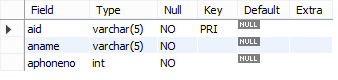 Field Type Null Key Default Extra
aid varchar(5) NO PRI NULL
aname varchar(5) NO NULL
aphoneno int NO NULL